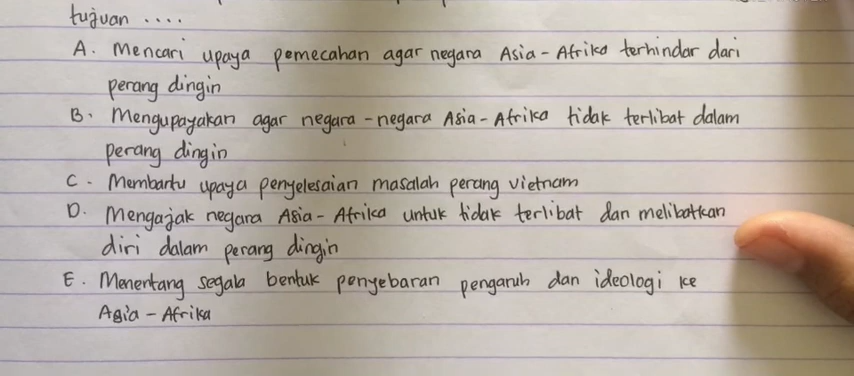 tujuan ....
A. Mencari upaya pemecahan agar negara Asia - Afrika terhindar dari
perang dingin
B. Mengupayakan agar negara - negara Asia - Afrika tidak terlibat dalam
perang dingin
C. Membantu upaya penyelesaian masalah perang vietnam
D. Mengajak negara Asia - Afrika untuk tidak terlibat dan melibatkan
diri dalam perang dingin
E. Menentang segala bentuk penyebaran pengaruh dan ideologi ke
Asia - Afrika